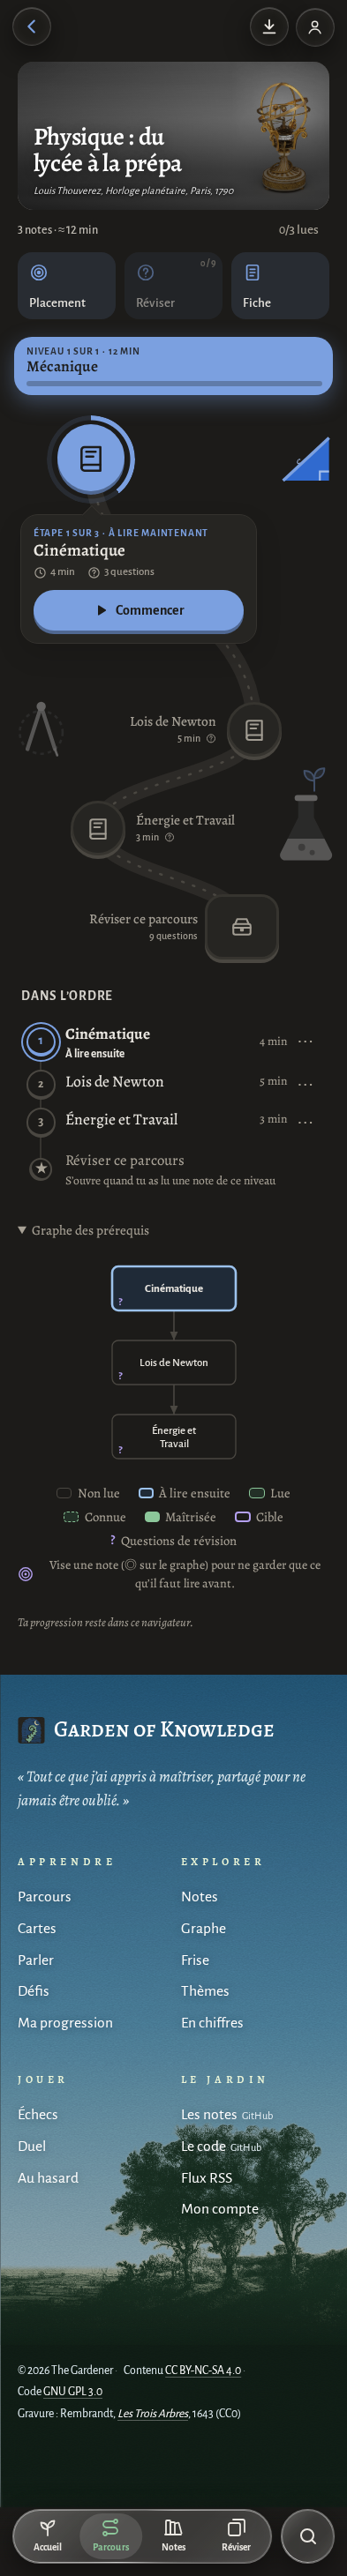 Physique : du
lycée à la prépa
Louis Thouverez, Horloge planétaire, Paris, 1790
3 notes · ≈ 12 min
0/3 lues
Placement
0/9
Réviser
Fiche
NIVEAU 1 SUR 1 · 12 MIN
Mécanique
ÉTAPE 1 SUR 3 · À LIRE MAINTENANT
Cinématique
4 min
3 questions
Commencer
Lois de Newton
5 min
Énergie et Travail
3 min
Réviser ce parcours
9 questions
DANS L’ORDRE
1
Cinématique
À lire ensuite
4 min
...
2
Lois de Newton
5 min
...
3
Énergie et Travail
3 min
...
Réviser ce parcours
S’ouvre quand tu as lu une note de ce niveau
▼ Graphe des prérequis
Cinématique
?
Lois de Newton
?
Énergie et
Travail
?
Non lue
À lire ensuite
Lue
Connue
Maîtrisée
Cible
? Questions de révision
Vise une note (◎ sur le graphe) pour garder que ce
qu’il faut lire avant.
Ta progression reste dans ce navigateur.
GARDEN OF KNOWLEDGE
« Tout ce que j’ai appris à maîtriser, partagé pour ne
jamais être oublié. »
APPRENDRE
Parcours
Cartes
Parler
Défis
Ma progression
EXPLORER
Notes
Graphe
Frise
Thèmes
En chiffres
JOUER
Échecs
Duel
Au hasard
LE JARDIN
Les notes GitHub
Le code GitHub
Flux RSS
Mon compte
© 2026 The Gardener · Contenu CC BY-NC-SA 4.0 ·
Code GNU GPL 3.0
Gravure : Rembrandt, Les Trois Arbres, 1643 (CC0)
Accueil
Parcours
Notes
Réviser